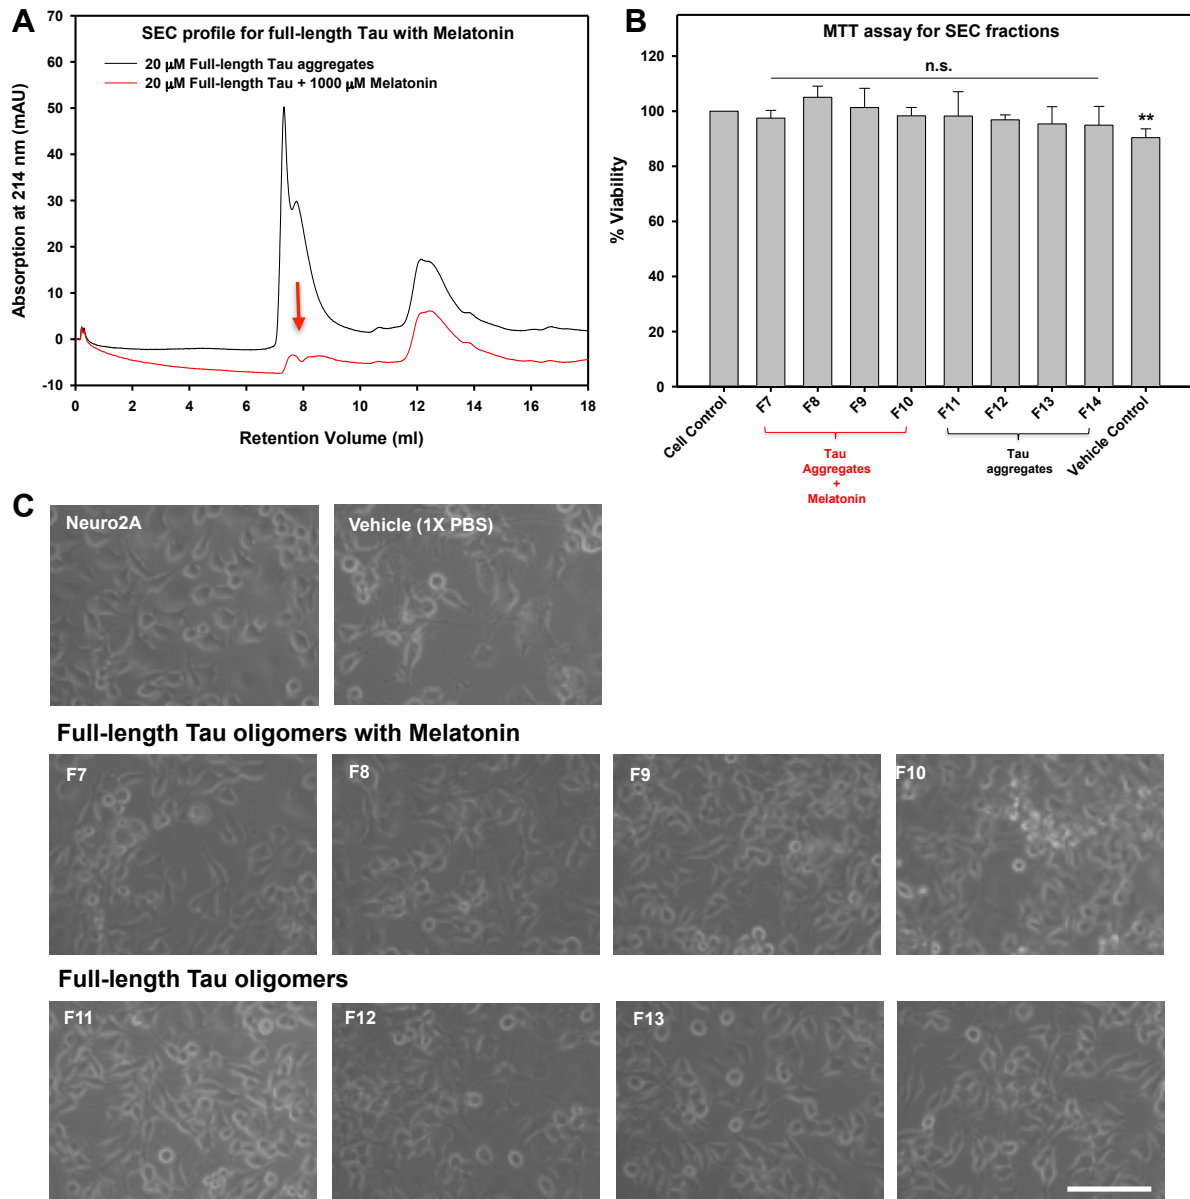 A
SEC profile for full-length Tau with Melatonin
20 µM Full-length Tau aggregates
20 µM Full-length Tau + 1000 µM Melatonin
Absorption at 214 nm (mAU)
70
60
50
40
30
20
10
0
-10
0 2 4 6 8 10 12 14 16 18
Retention Volume (ml)
B
MTT assay for SEC fractions
n.s.
**
% Viability
120
100
80
60
40
20
0
Cell Control F7 F8 F9 F10 F11 F12 F13 F14 Vehicle Control
Tau
Aggregates
+
Melatonin
Tau
aggregates
C
Neuro2A
Vehicle (1X PBS)
Full-length Tau oligomers with Melatonin
F7
F8
F9
F10
Full-length Tau oligomers
F11
F12
F13